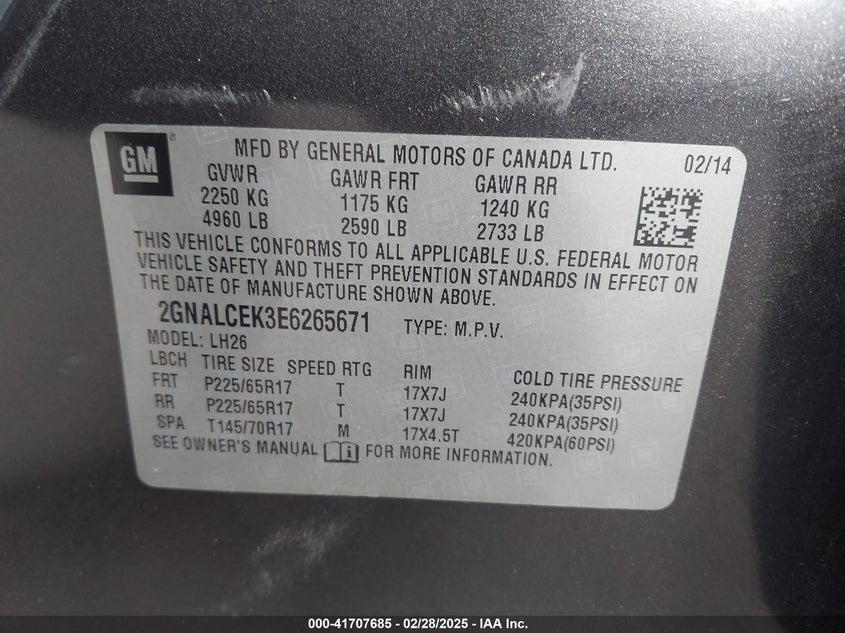 GM ® MFD BY GENERAL MOTORS OF CANADA LTD. 02/14
GVWR GAWR FRT GAWR RR
2250 KG 1175 KG 1240 KG
4960 LB 2590 LB 2733 LB
THIS VEHICLE CONFORMS TO ALL APPLICABLE U.S. FEDERAL MOTOR
VEHICLE SAFETY AND THEFT PREVENTION STANDARDS IN EFFECT ON
THE DATE OF MANUFACTURE SHOWN ABOVE.
2GNALCEK3E6265671 TYPE: M.P.V.
MODEL: LH26
LBCH TIRE SIZE SPEED RTG RIM COLD TIRE PRESSURE
FRT P225/65R17 T 17X7J 240KPA(35PSI)
RR P225/65R17 T 17X7J 240KPA(35PSI)
SPA T145/70R17 M 17X4.5T 420KPA(60PSI)
SEE OWNER'S MANUAL FOR MORE INFORMATION.
000-41707685 - 02/28/2025 - IAA Inc.